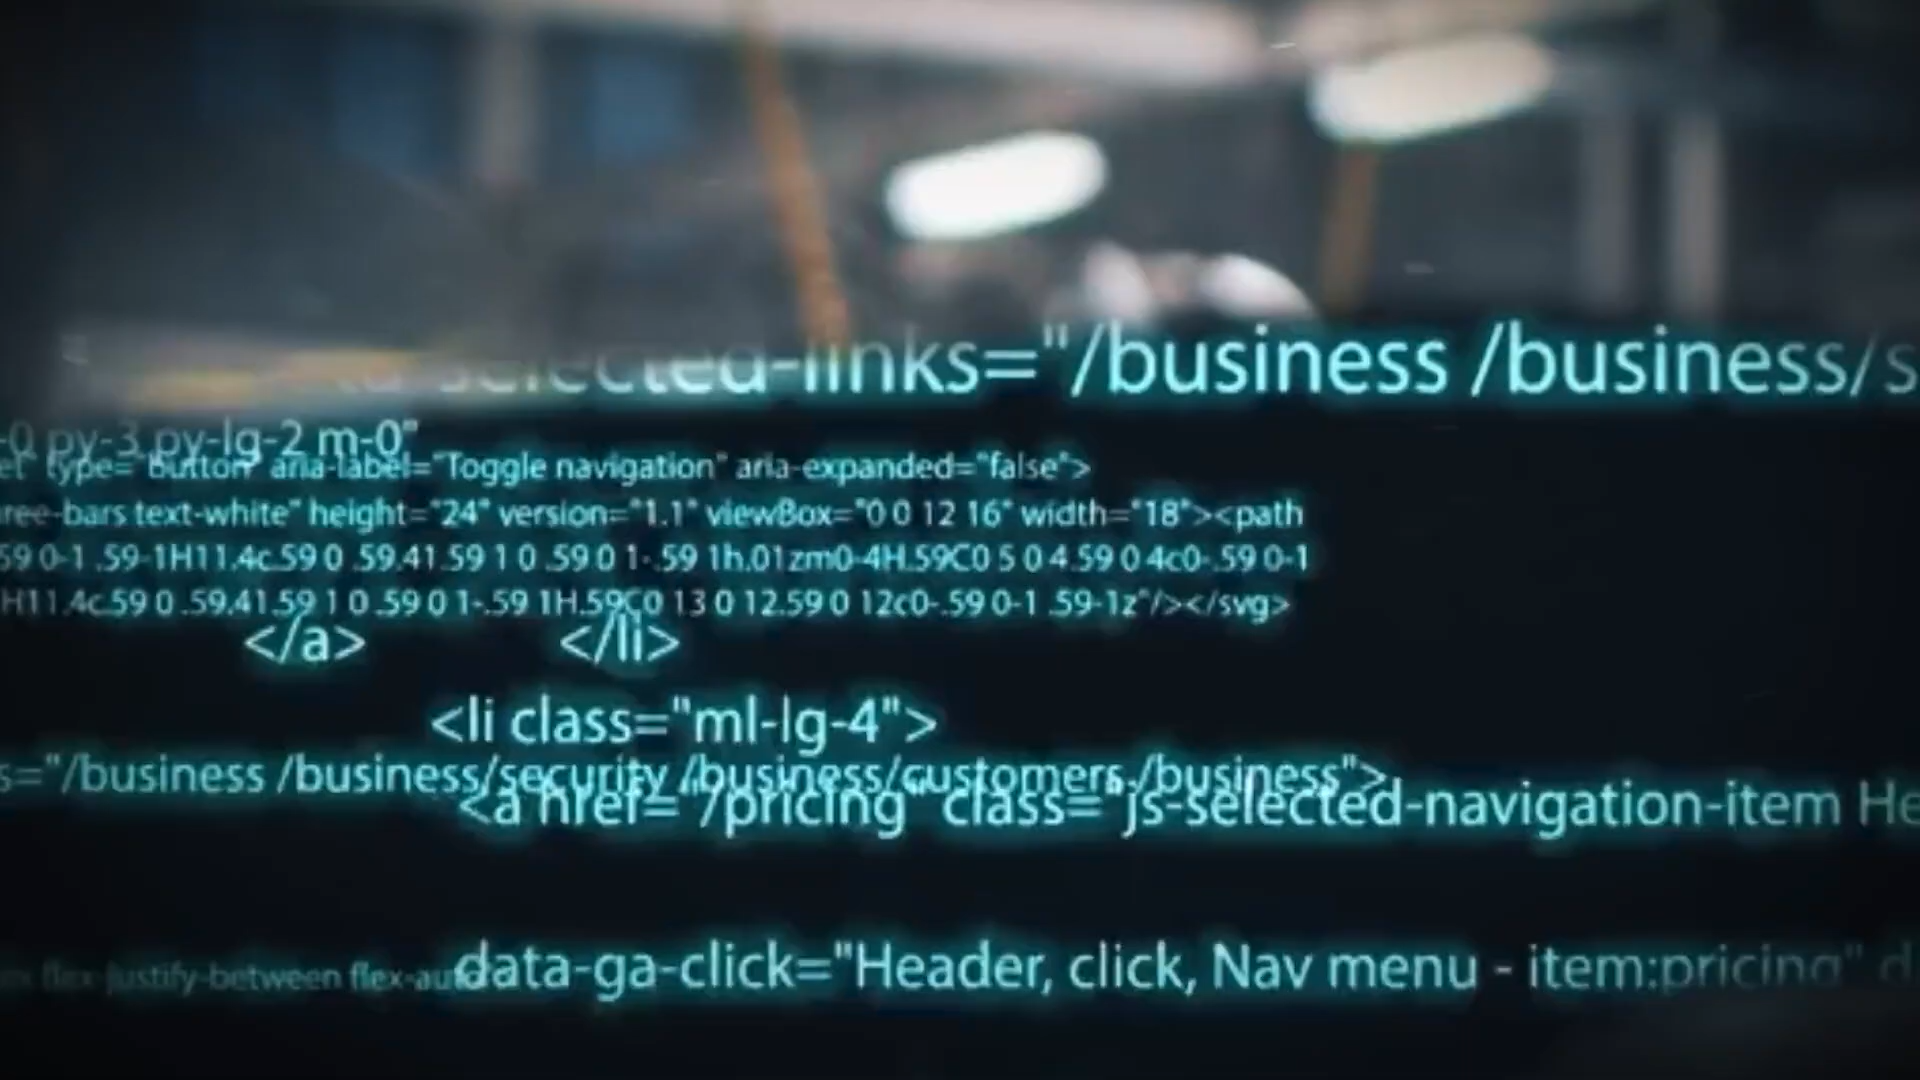 selected-links="/business /business/s
-0 py-3 py-lg-2 m-0"
type="button" aria-label="Toggle navigation" aria-expanded="false">
ree-bars text-white" height="24" version="1.1" viewBox="0 0 12 16" width="18"><path
59 0-1 .59-1H11.4c.59 0 .59.41.59 1 0 .59 0 1-.59 1h.01zm0-4H.59C0 5 0 4.59 0 4c0-.59 0-1
H11.4c.59 0 .59.41.59 1 0 .59 0 1-.59 1H.59C0 13 0 12.59 0 12c0-.59 0-1 .59-1z"/></svg>
</a> </li>
<li class="ml-lg-4">
s="/business /business/security /business/customers /business">
<a href="/pricing" class="js-selected-navigation-item He
flex justify-between flex-auto
data-ga-click="Header, click, Nav menu - item:pricing" d